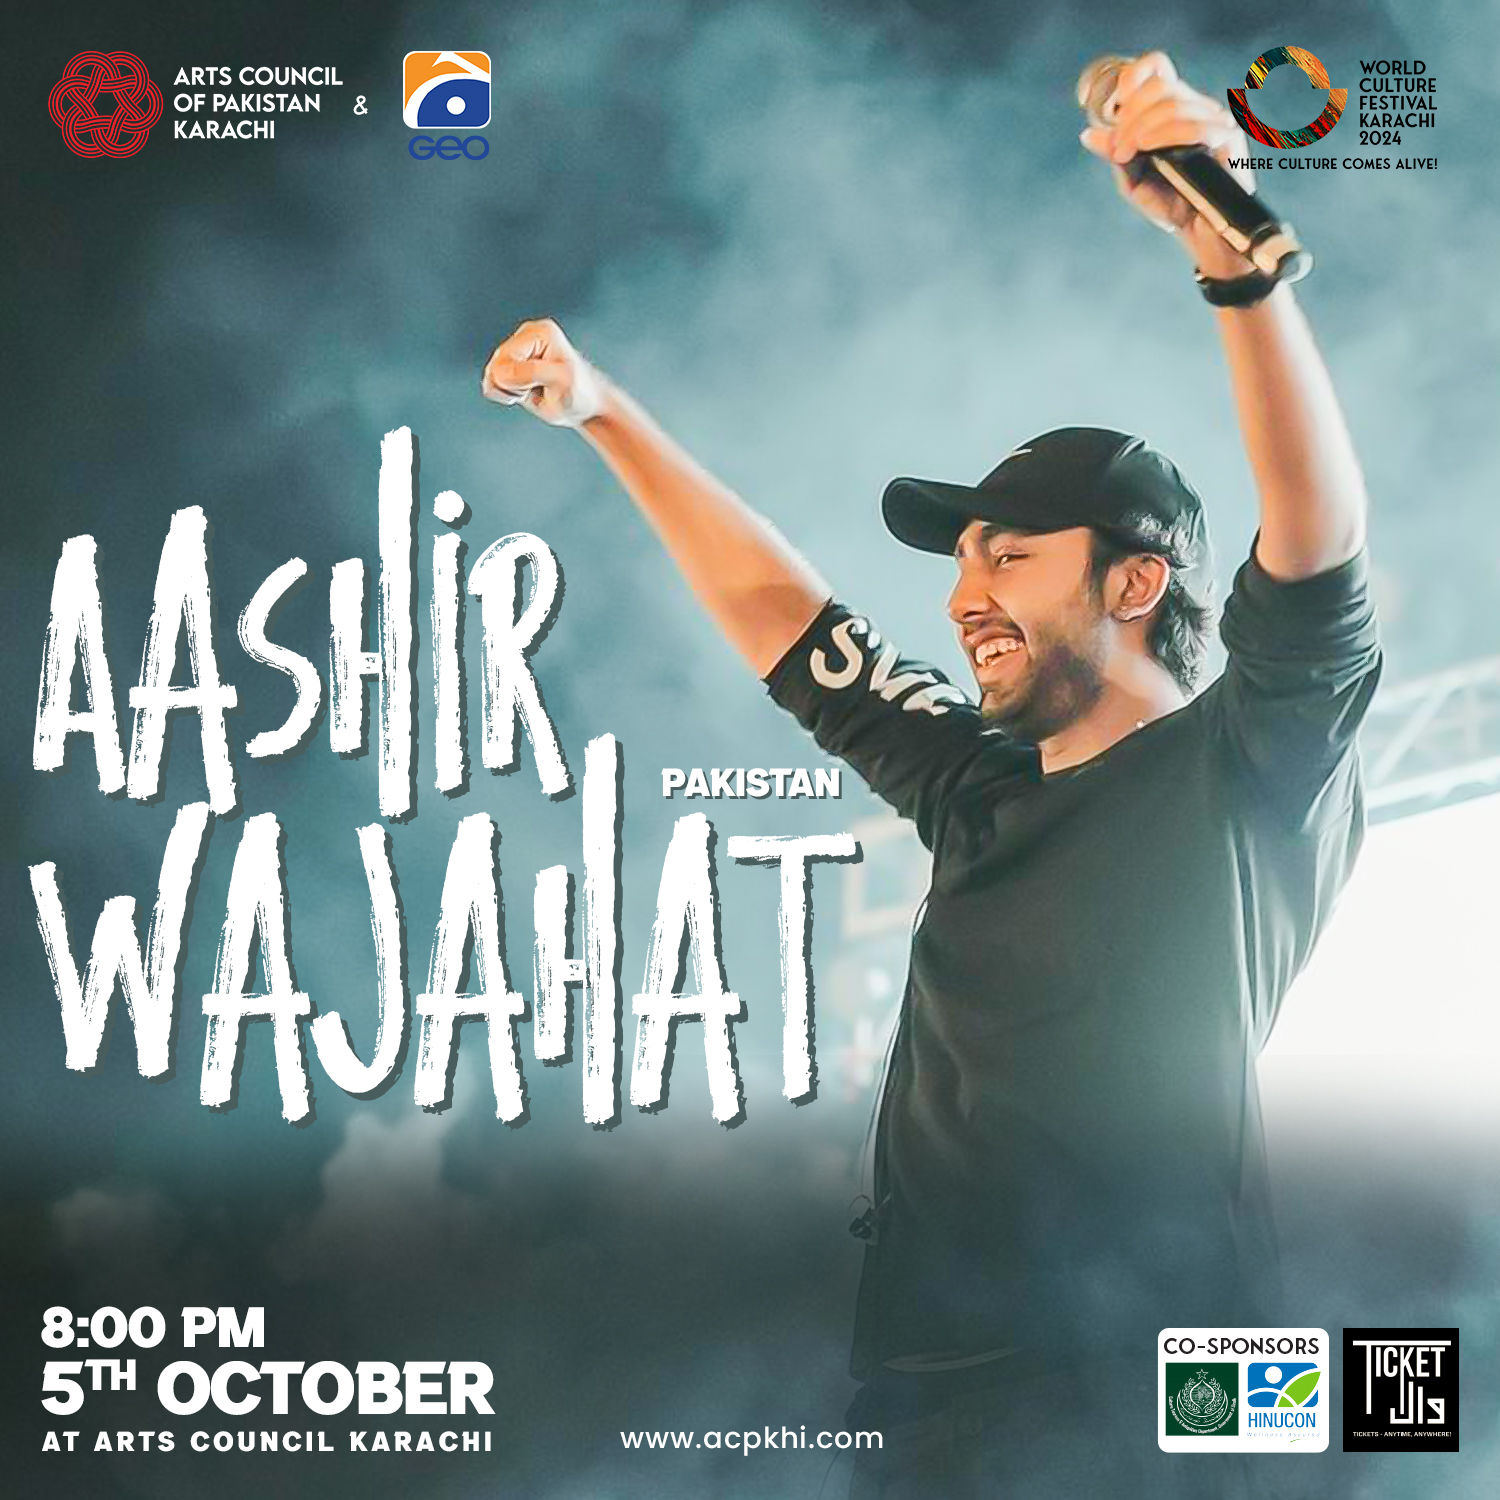 ARTS COUNCIL
OF PAKISTAN
KARACHI
&
GEO
WORLD
CULTURE
FESTIVAL
KARACHI
2024
WHERE CULTURE COMES ALIVE!
AASHIR
PAKISTAN
WAJAHAT
8:00 PM
5TH OCTOBER
AT ARTS COUNCIL KARACHI
www.acpkhi.com
CO-SPONSORS
HINUCON
Wellness Assured
TICKET
والا
TICKETS - ANYTIME, ANYWHERE!